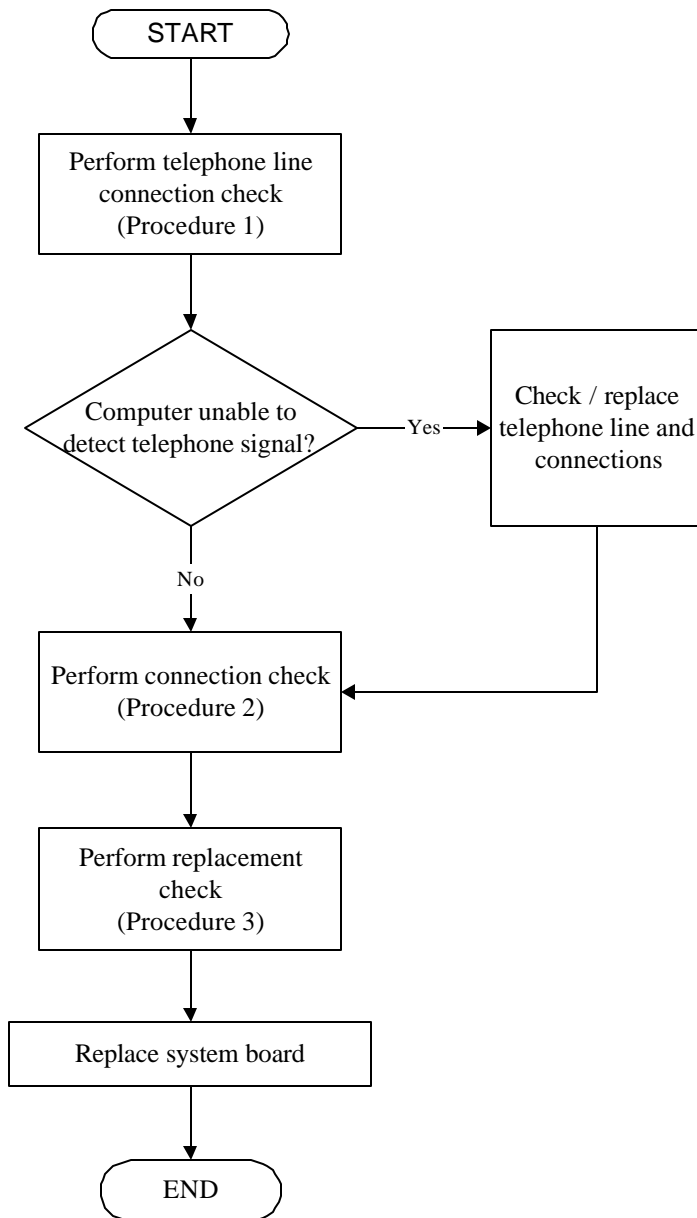 START
Perform telephone line
connection check
(Procedure 1)
Computer unable to
detect telephone signal?
Yes
Check / replace
telephone line and
connections
No
Perform connection check
(Procedure 2)
Perform replacement
check
(Procedure 3)
Replace system board
END